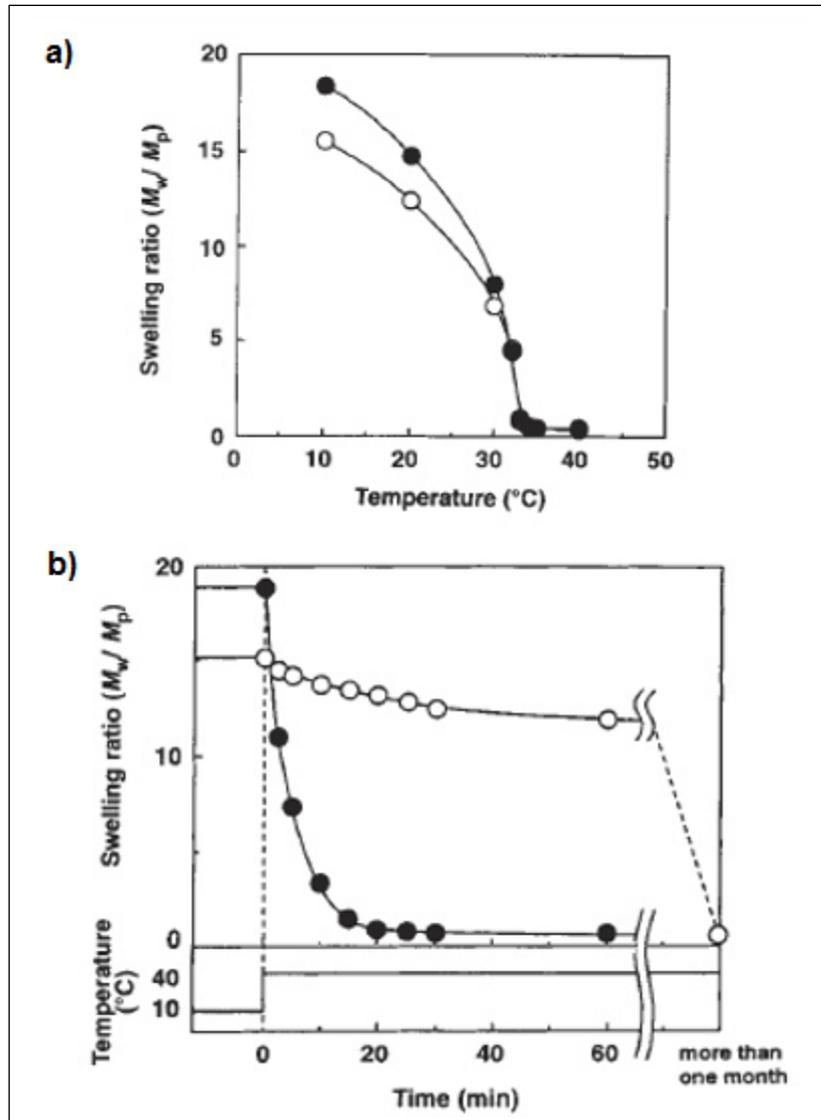 a)
20
15
10
5
0
Swelling ratio (Mw/ Mp)
0 10 20 30 40 50
Temperature (°C)
b)
20
10
0
Swelling ratio (Mw/ Mp)
40
10
Temperature
(°C)
0 20 40 60 more than
one month
Time (min)